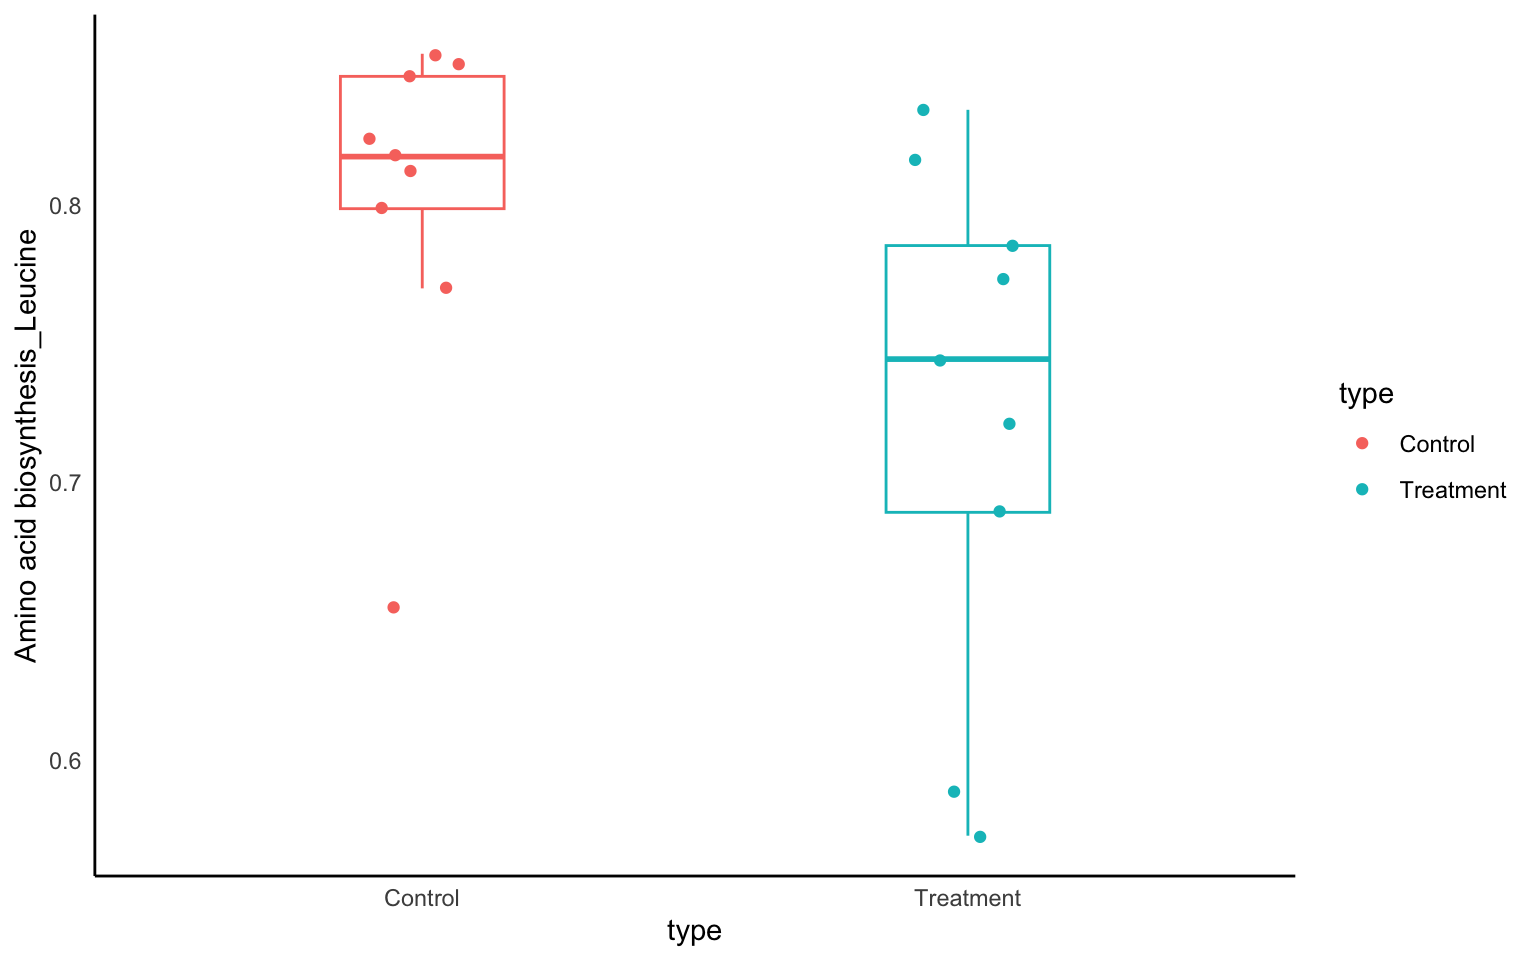 Amino acid biosynthesis_Leucine
0.8
0.7
0.6
Control
Treatment
type
type
Control
Treatment